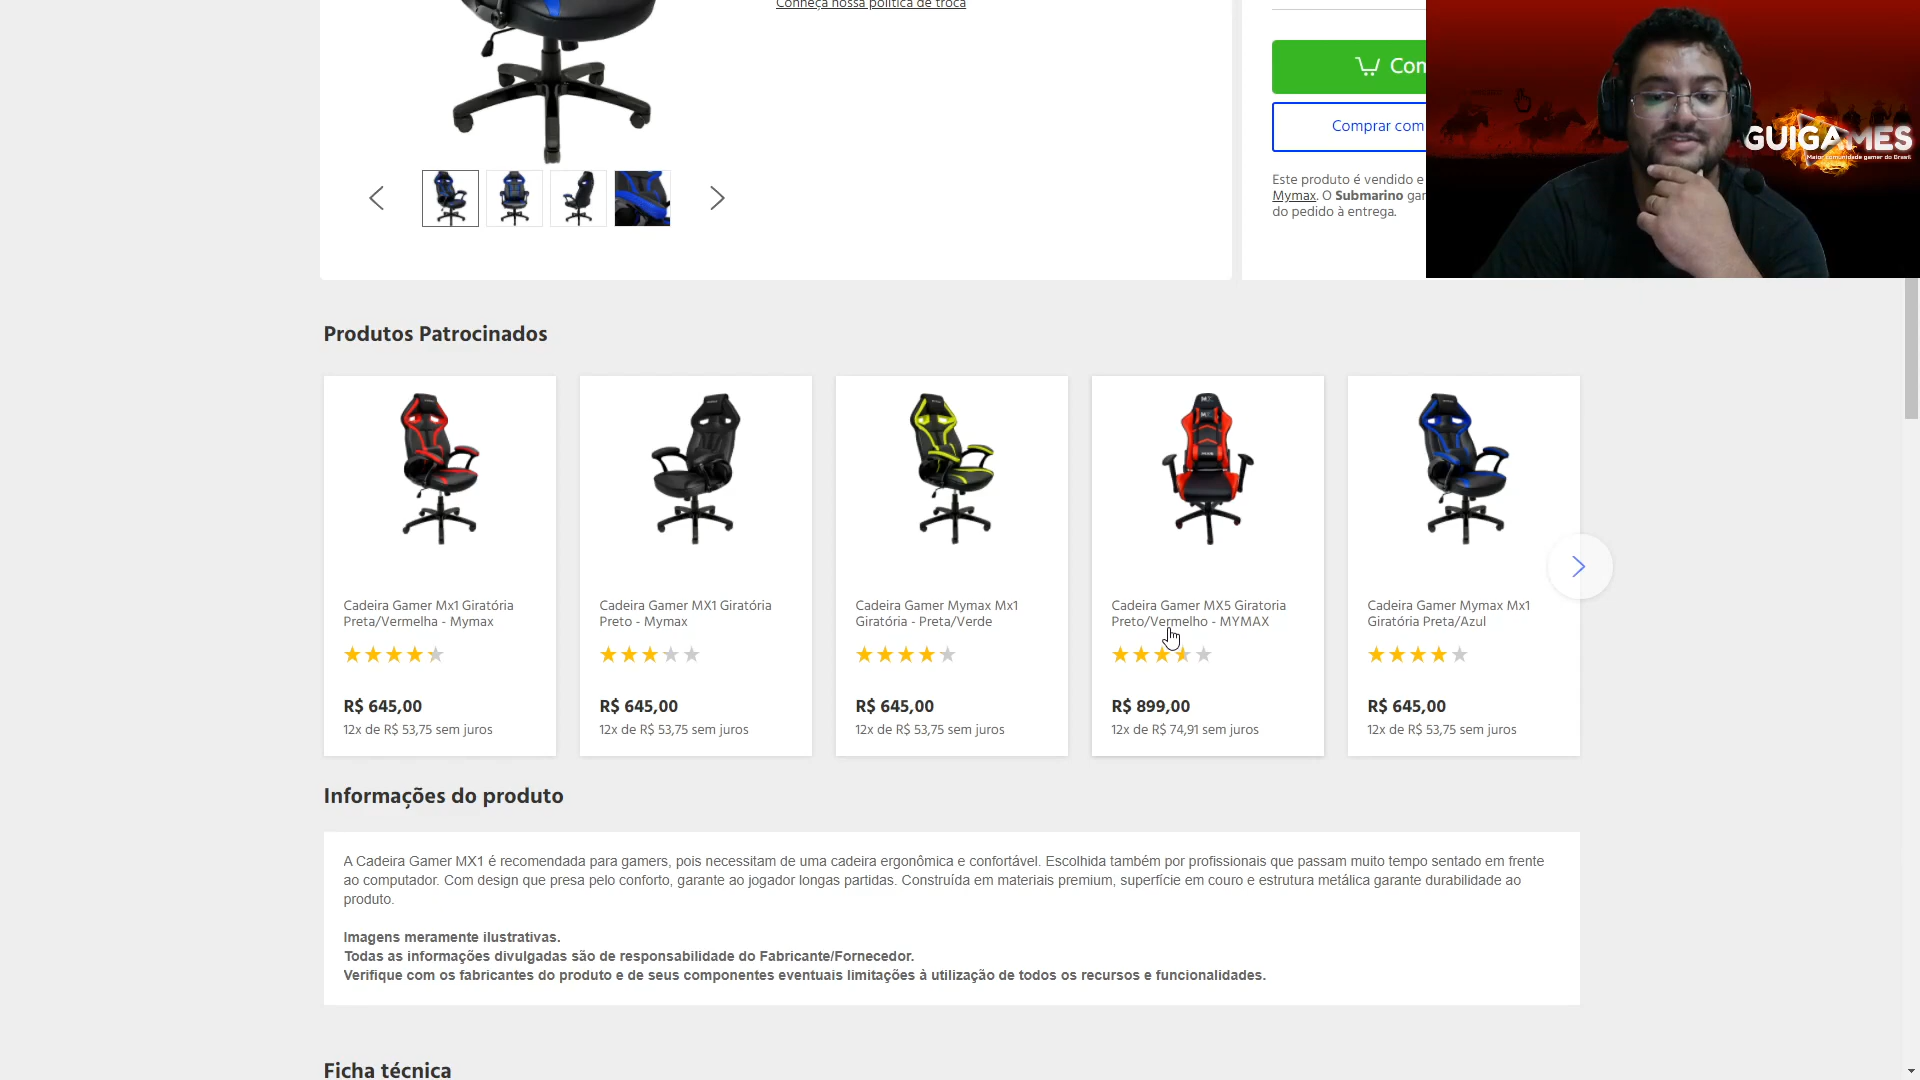 Conheça nossa política de troca
Com
Comprar com
Este produto é vendido e
Mymax. O Submarino gar
do pedido à entrega.
GUIGAMES
Maior comunidade gamer do Brasil
Produtos Patrocinados
Cadeira Gamer Mx1 Giratória
Preta/Vermelha - Mymax
R$ 645,00
12x de R$ 53,75 sem juros
Cadeira Gamer MX1 Giratória
Preto - Mymax
R$ 645,00
12x de R$ 53,75 sem juros
Cadeira Gamer Mymax Mx1
Giratória - Preta/Verde
R$ 645,00
12x de R$ 53,75 sem juros
Cadeira Gamer MX5 Giratoria
Preto/Vermelho - MYMAX
R$ 899,00
12x de R$ 74,91 sem juros
Cadeira Gamer Mymax Mx1
Giratória Preta/Azul
R$ 645,00
12x de R$ 53,75 sem juros
Informações do produto
A Cadeira Gamer MX1 é recomendada para gamers, pois necessitam de uma cadeira ergonômica e confortável. Escolhida também por profissionais que passam muito tempo sentado em frente
ao computador. Com design que presa pelo conforto, garante ao jogador longas partidas. Construída em materiais premium, superfície em couro e estrutura metálica garante durabilidade ao
produto.
Imagens meramente ilustrativas.
Todas as informações divulgadas são de responsabilidade do Fabricante/Fornecedor.
Verifique com os fabricantes do produto e de seus componentes eventuais limitações à utilização de todos os recursos e funcionalidades.
Ficha técnica